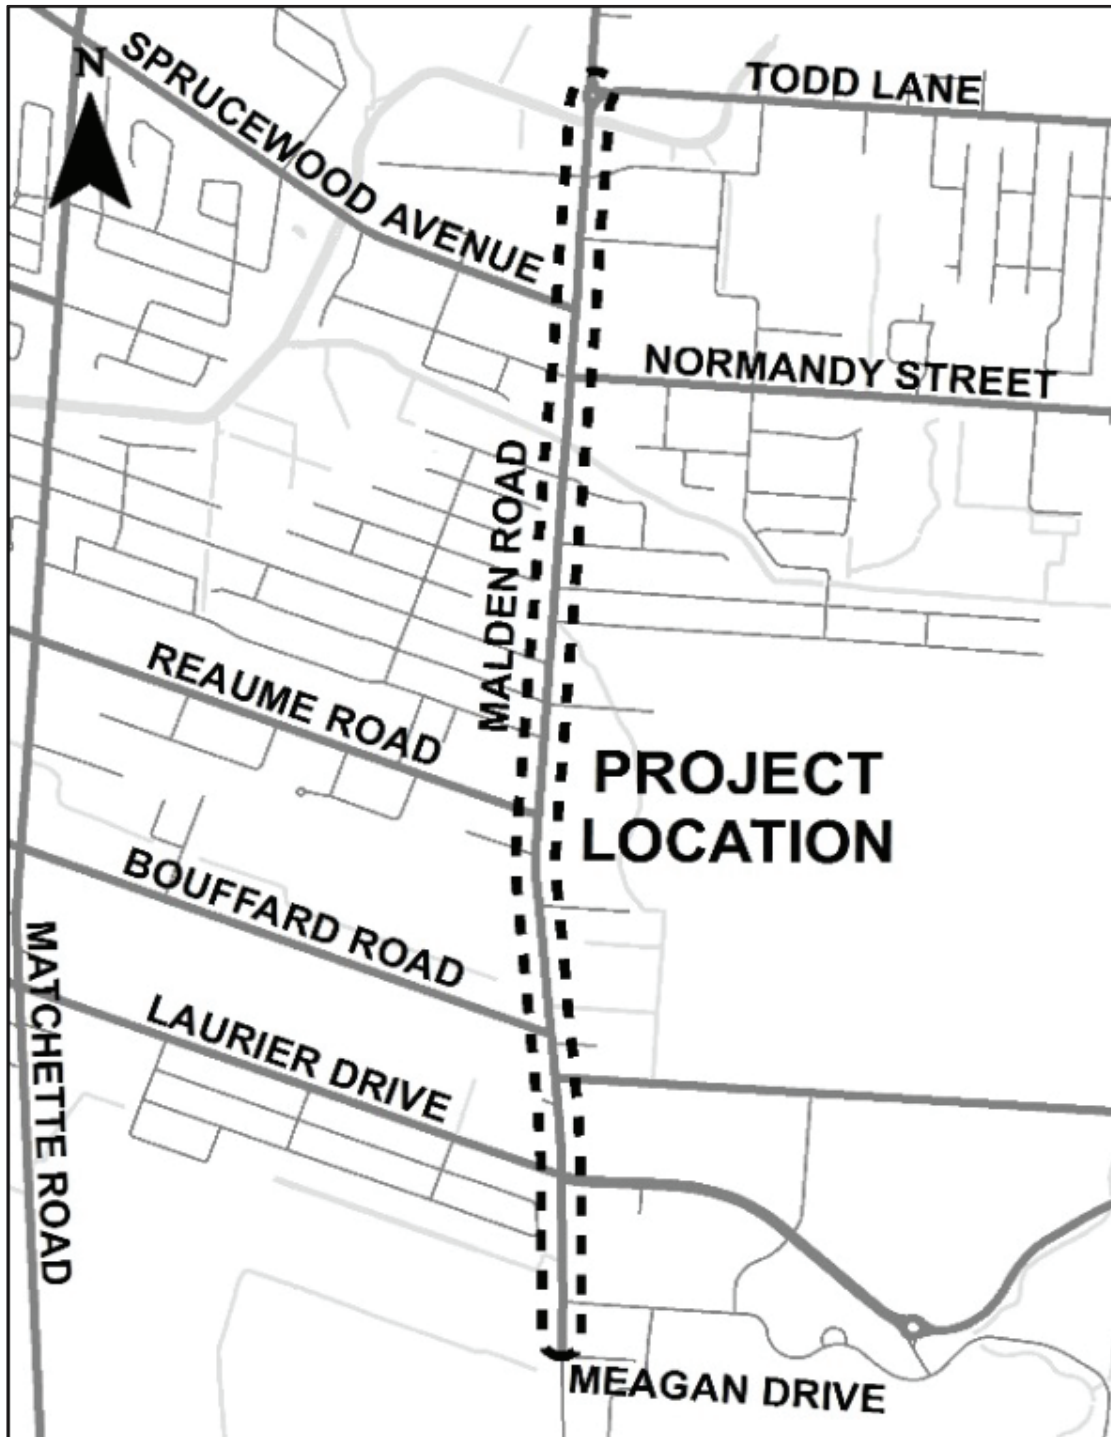 N
SPRUCEWOOD AVENUE
TODD LANE
NORMANDY STREET
MALDEN ROAD
REAUME ROAD
PROJECT
LOCATION
BOUFFARD ROAD
MATCHETTE ROAD
LAURIER DRIVE
MEAGAN DRIVE